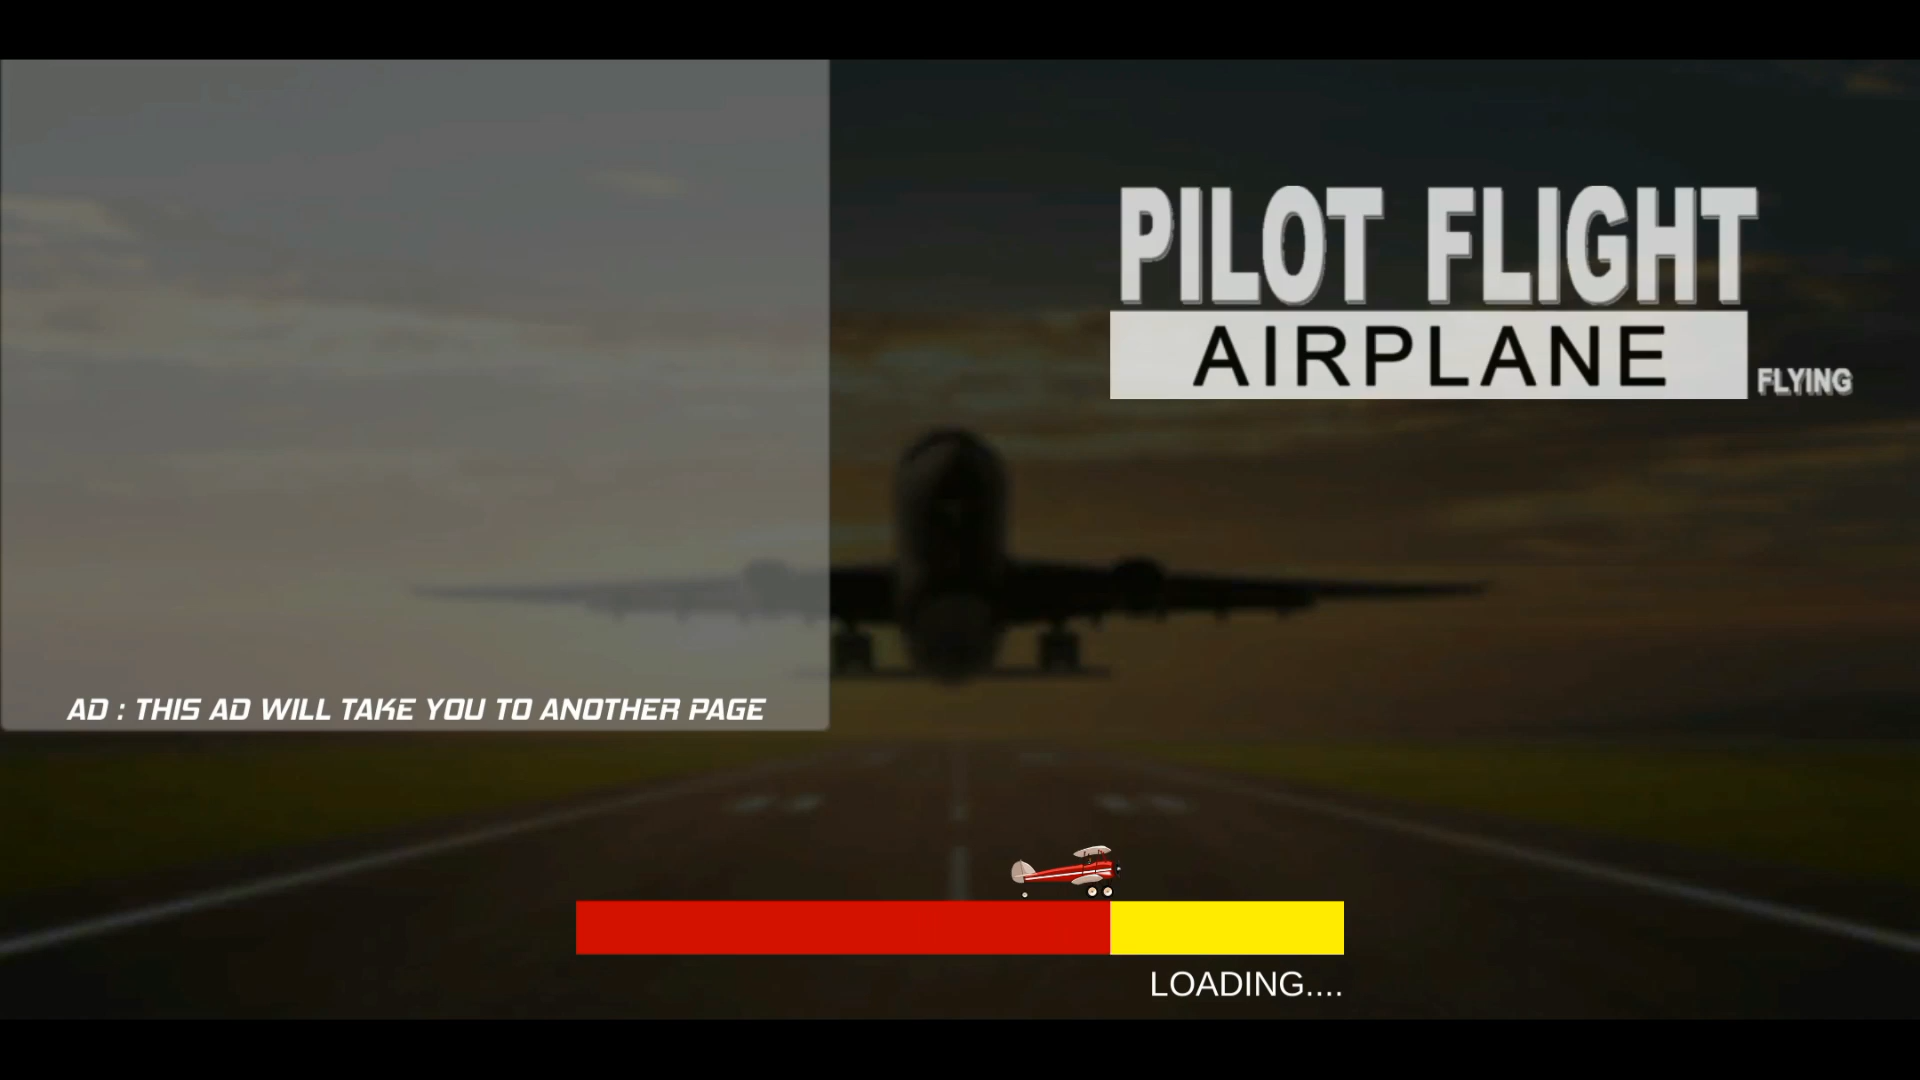 PILOT FLIGHT
AIRPLANE
FLYING
AD : THIS AD WILL TAKE YOU TO ANOTHER PAGE
LOADING....